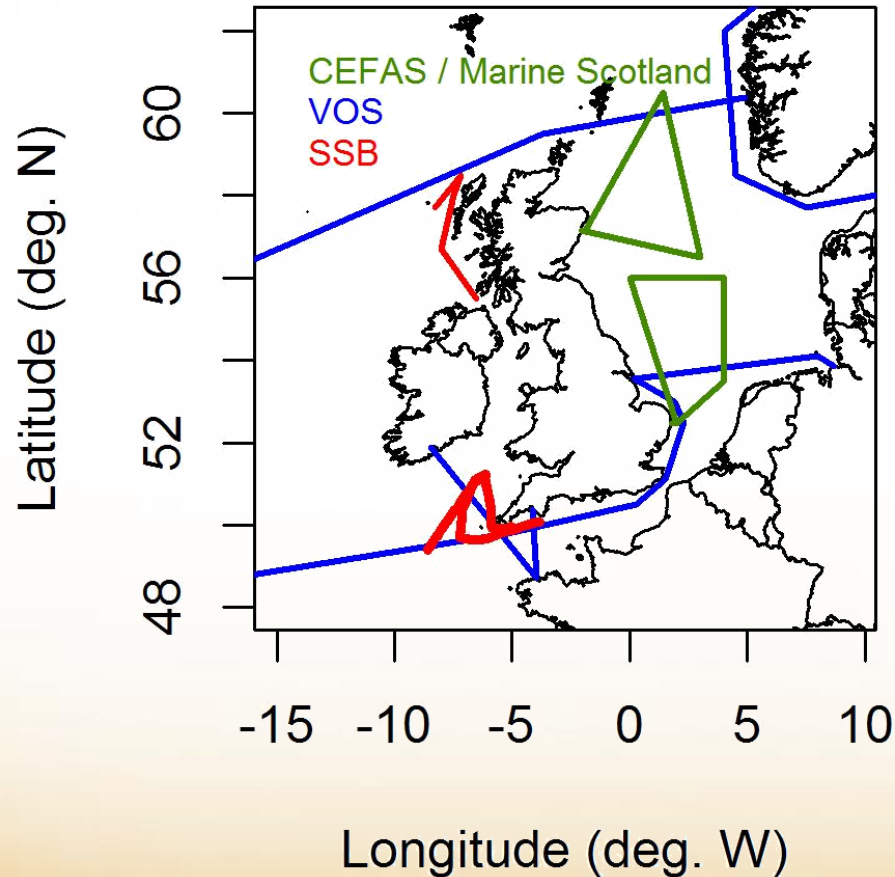 CEFAS / Marine Scotland
VOS
SSB
Latitude (deg. N)
60
56
52
48
-15 -10 -5 0 5 10
Longitude (deg. W)